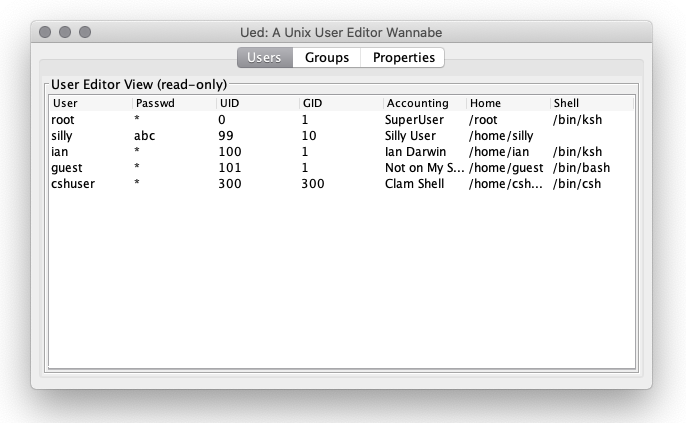 Ued: A Unix User Editor Wannabe
Users Groups Properties
User Editor View (read-only)
User Passwd UID GID Accounting Home Shell
root * 0 1 SuperUser /root /bin/ksh
silly abc 99 10 Silly User /home/silly
ian * 100 1 Ian Darwin /home/ian /bin/ksh
guest * 101 1 Not on My S... /home/guest /bin/bash
cshuser * 300 300 Clam Shell /home/csh... /bin/csh